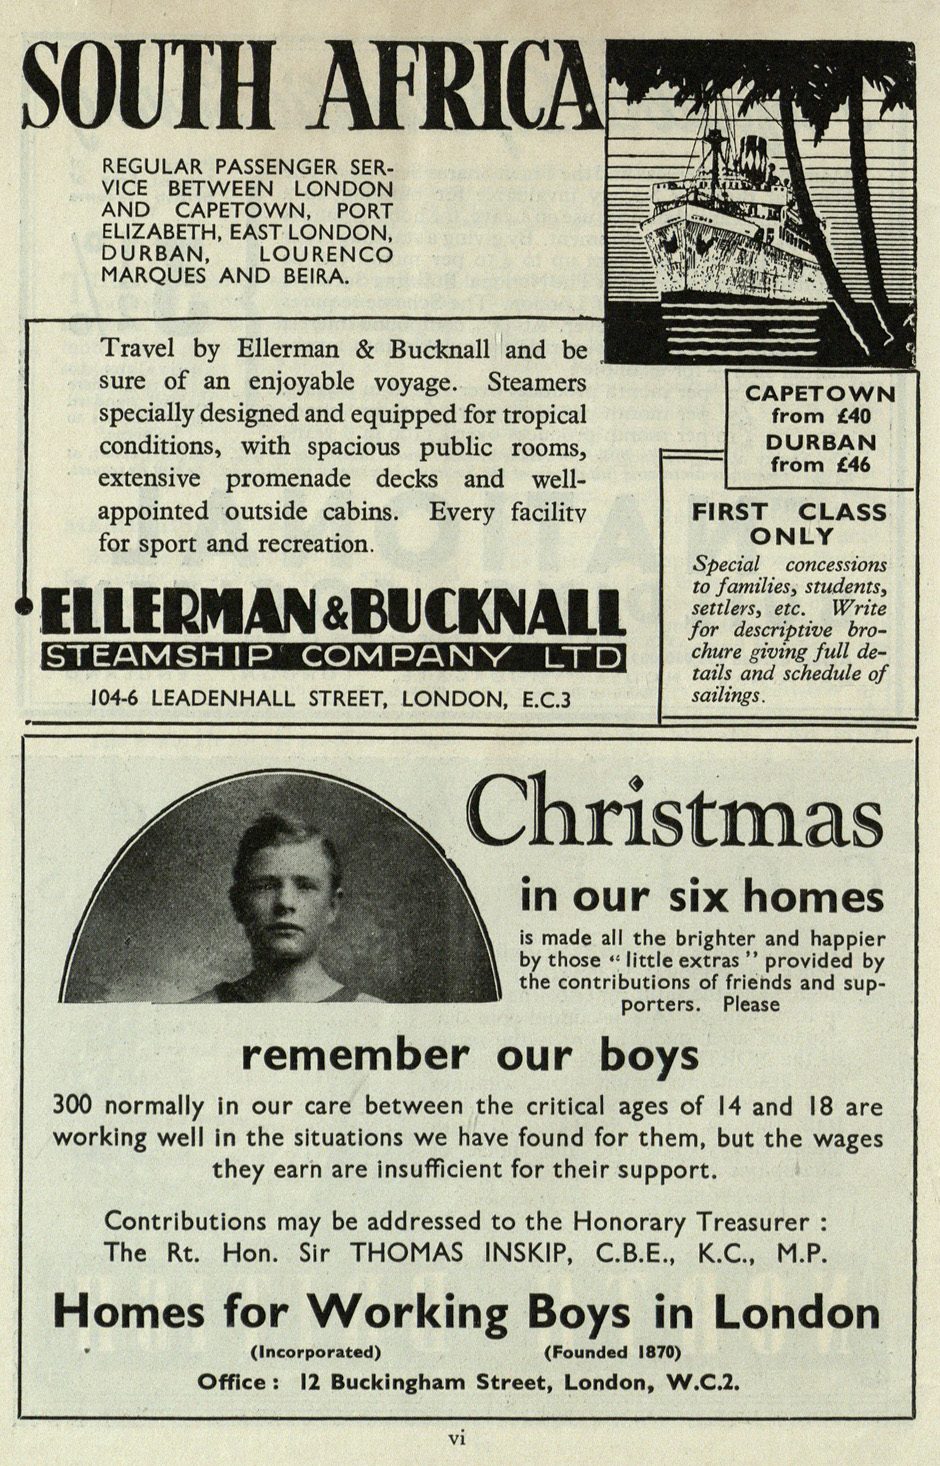 SOUTH AFRICA
REGULAR PASSENGER SER-
VICE BETWEEN LONDON
AND CAPETOWN, PORT
ELIZABETH, EAST LONDON,
DURBAN, LOURENCO
MARQUES AND BEIRA.
Travel by Ellerman & Bucknall and be
sure of an enjoyable voyage. Steamers
specially designed and equipped for tropical
conditions, with spacious public rooms,
extensive promenade decks and well-
appointed outside cabins. Every facility
for sport and recreation.
ELLERMAN & BUCKNALL
STEAMSHIP COMPANY LTD
104-6 LEADENHALL STREET, LONDON, E.C.3
CAPETOWN
from £40
DURBAN
from £46
FIRST CLASS
ONLY
Special concessions
to families, students,
settlers, etc. Write
for descriptive bro-
chure giving full de-
tails and schedule of
sailings.
Christmas
in our six homes
is made all the brighter and happier
by those “ little extras ” provided by
the contributions of friends and sup-
porters. Please
remember our boys
300 normally in our care between the critical ages of 14 and 18 are
working well in the situations we have found for them, but the wages
they earn are insufficient for their support.
Contributions may be addressed to the Honorary Treasurer :
The Rt. Hon. Sir THOMAS INSKIP, C.B.E., K.C., M.P.
Homes for Working Boys in London
(Incorporated) (Founded 1870)
Office : 12 Buckingham Street, London, W.C.2.
vi